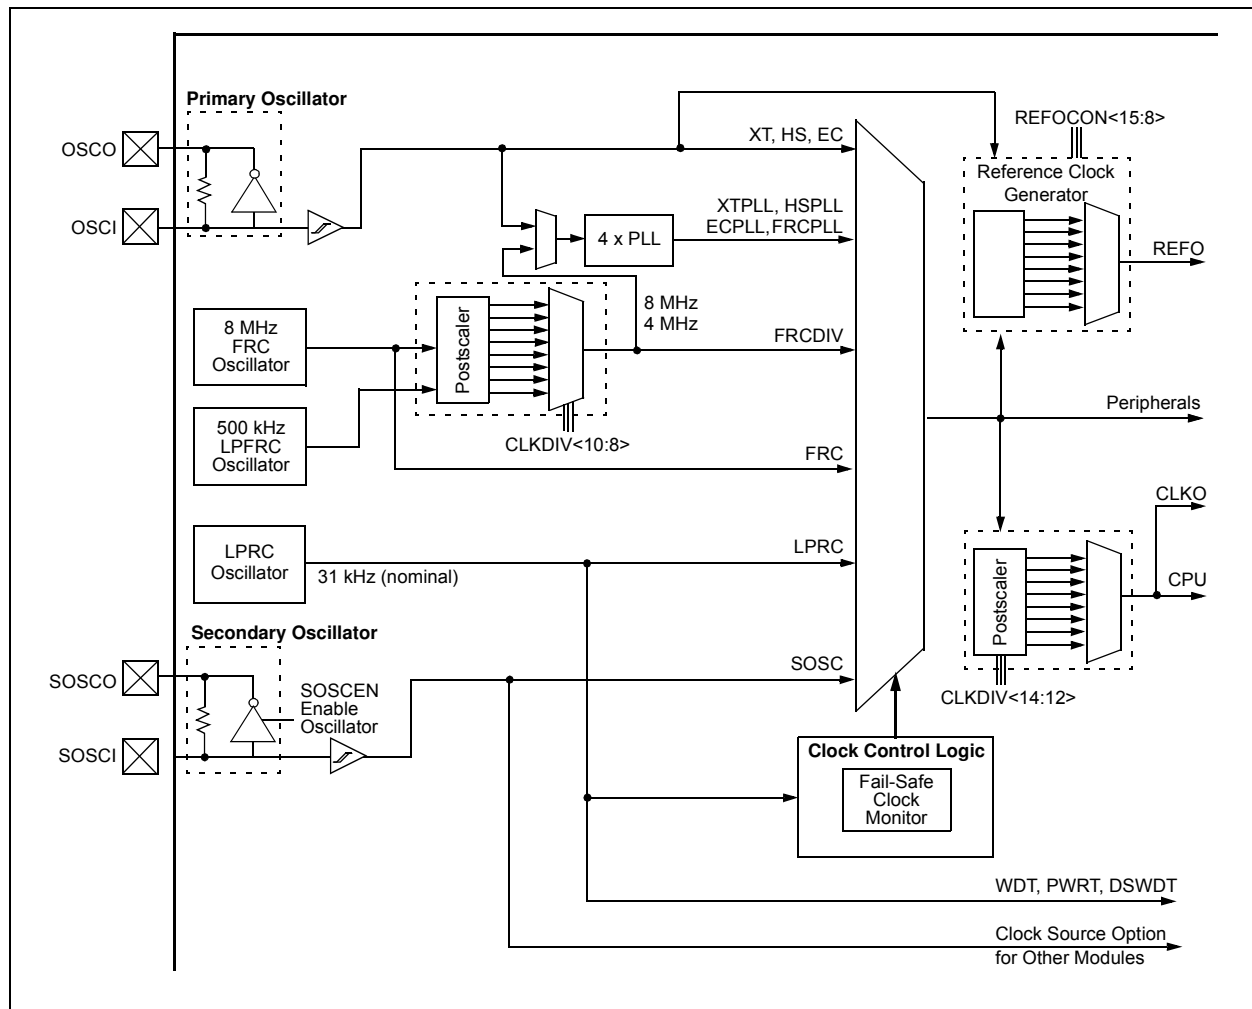 Primary Oscillator
OSCO
OSCI
XT, HS, EC
REFOCON<15:8>
Reference Clock
Generator
XTPLL, HSPLL
ECPLL,FRCPLL
4 x PLL
REFO
8 MHz
4 MHz
8 MHz
FRC
Oscillator
Postscaler
FRCDIV
500 kHz
LPFRC
Oscillator
CLKDIV<10:8>
FRC
Peripherals
CLKO
CPU
LPRC
Oscillator
31 kHz (nominal)
LPRC
Postscaler
CLKDIV<14:12>
Secondary Oscillator
SOSCO
SOSCI
SOSCEN
Enable
Oscillator
SOSC
Clock Control Logic
Fail-Safe
Clock
Monitor
WDT, PWRT, DSWDT
Clock Source Option
for Other Modules